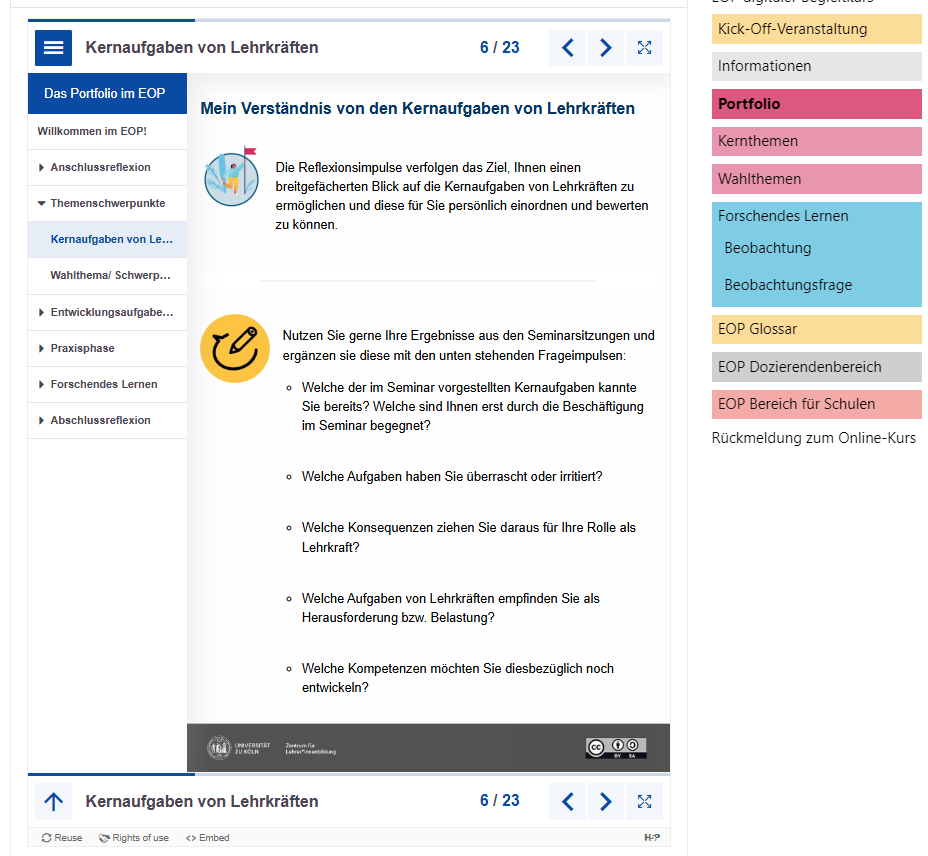 Kernaufgaben von Lehrkräften
6 / 23
Das Portfolio im EOP
Willkommen im EOP!
Anschlussreflexion
Themenschwerpunkte
Kernaufgaben von Le...
Wahlthema/ Schwerp...
Entwicklungsaufgabe...
Praxisphase
Forschendes Lernen
Abschlussreflexion
Mein Verständnis von den Kernaufgaben von Lehrkräften
Die Reflexionsimpulse verfolgen das Ziel, Ihnen einen
breitgefächerten Blick auf die Kernaufgaben von Lehrkräften zu
ermöglichen und diese für Sie persönlich einordnen und bewerten
zu können.
Nutzen Sie gerne Ihre Ergebnisse aus den Seminarsitzungen und
ergänzen sie diese mit den unten stehenden Frageimpulsen:
Welche der im Seminar vorgestellten Kernaufgaben kannte
Sie bereits? Welche sind Ihnen erst durch die Beschäftigung
im Seminar begegnet?
Welche Aufgaben haben Sie überrascht oder irritiert?
Welche Konsequenzen ziehen Sie daraus für Ihre Rolle als
Lehrkraft?
Welche Aufgaben von Lehrkräften empfinden Sie als
Herausforderung bzw. Belastung?
Welche Kompetenzen möchten Sie diesbezüglich noch
entwickeln?
UNIVERSITÄT
ZU KÖLN
Zentrum für
Lehrer*innenbildung
cc
BY SA
Kernaufgaben von Lehrkräften
6 / 23
Reuse
Rights of use
<> Embed
H-P
EOP digitaler Begleitkurs
Kick-Off-Veranstaltung
Informationen
Portfolio
Kernthemen
Wahlthemen
Forschendes Lernen
Beobachtung
Beobachtungsfrage
EOP Glossar
EOP Dozierendenbereich
EOP Bereich für Schulen
Rückmeldung zum Online-Kurs